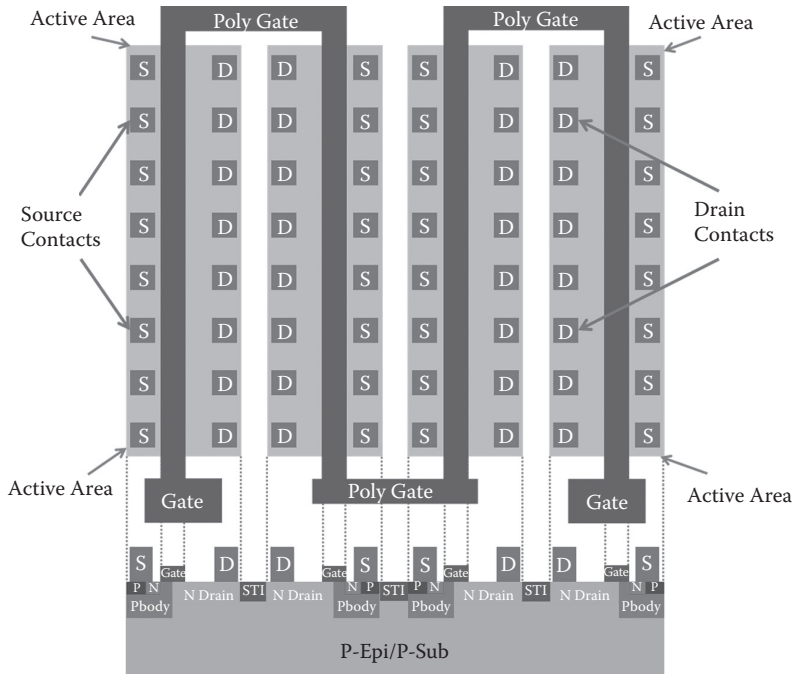 Active Area Poly Gate Poly Gate Active Area
S D D S S D D S
S D D S S D D S
S D D S S D D S
Source Contacts
Drain Contacts
S D D S S D D S
S D D S S D D S
S D D S S D D S
S D D S S D D S
S D D S S D D S
Active Area Gate Poly Gate Gate Active Area
S D D S S D D S
Gate Gate Gate Gate
P N N Drain STI N Drain N P STI P N N Drain STI N Drain N P
Pbody Pbody Pbody Pbody
P-Epi/P-Sub